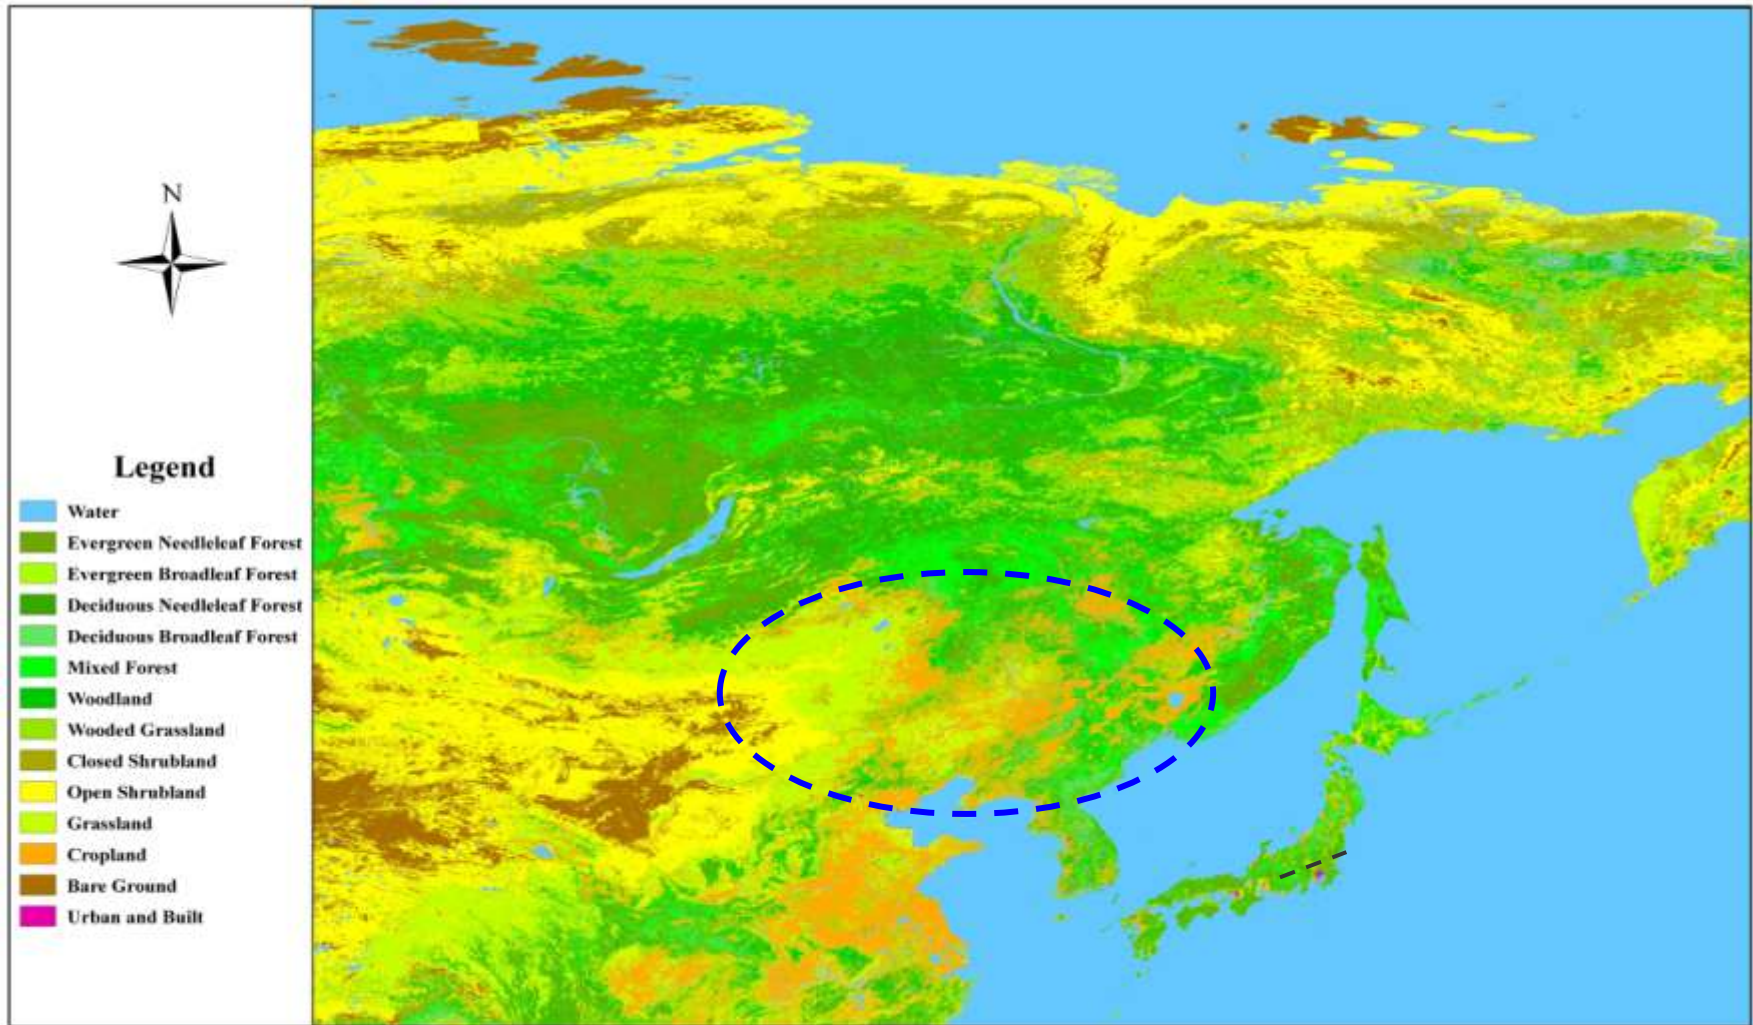 N
Legend
Water
Evergreen Needleleaf Forest
Evergreen Broadleaf Forest
Deciduous Needleleaf Forest
Deciduous Broadleaf Forest
Mixed Forest
Woodland
Wooded Grassland
Closed Shrubland
Open Shrubland
Grassland
Cropland
Bare Ground
Urban and Built